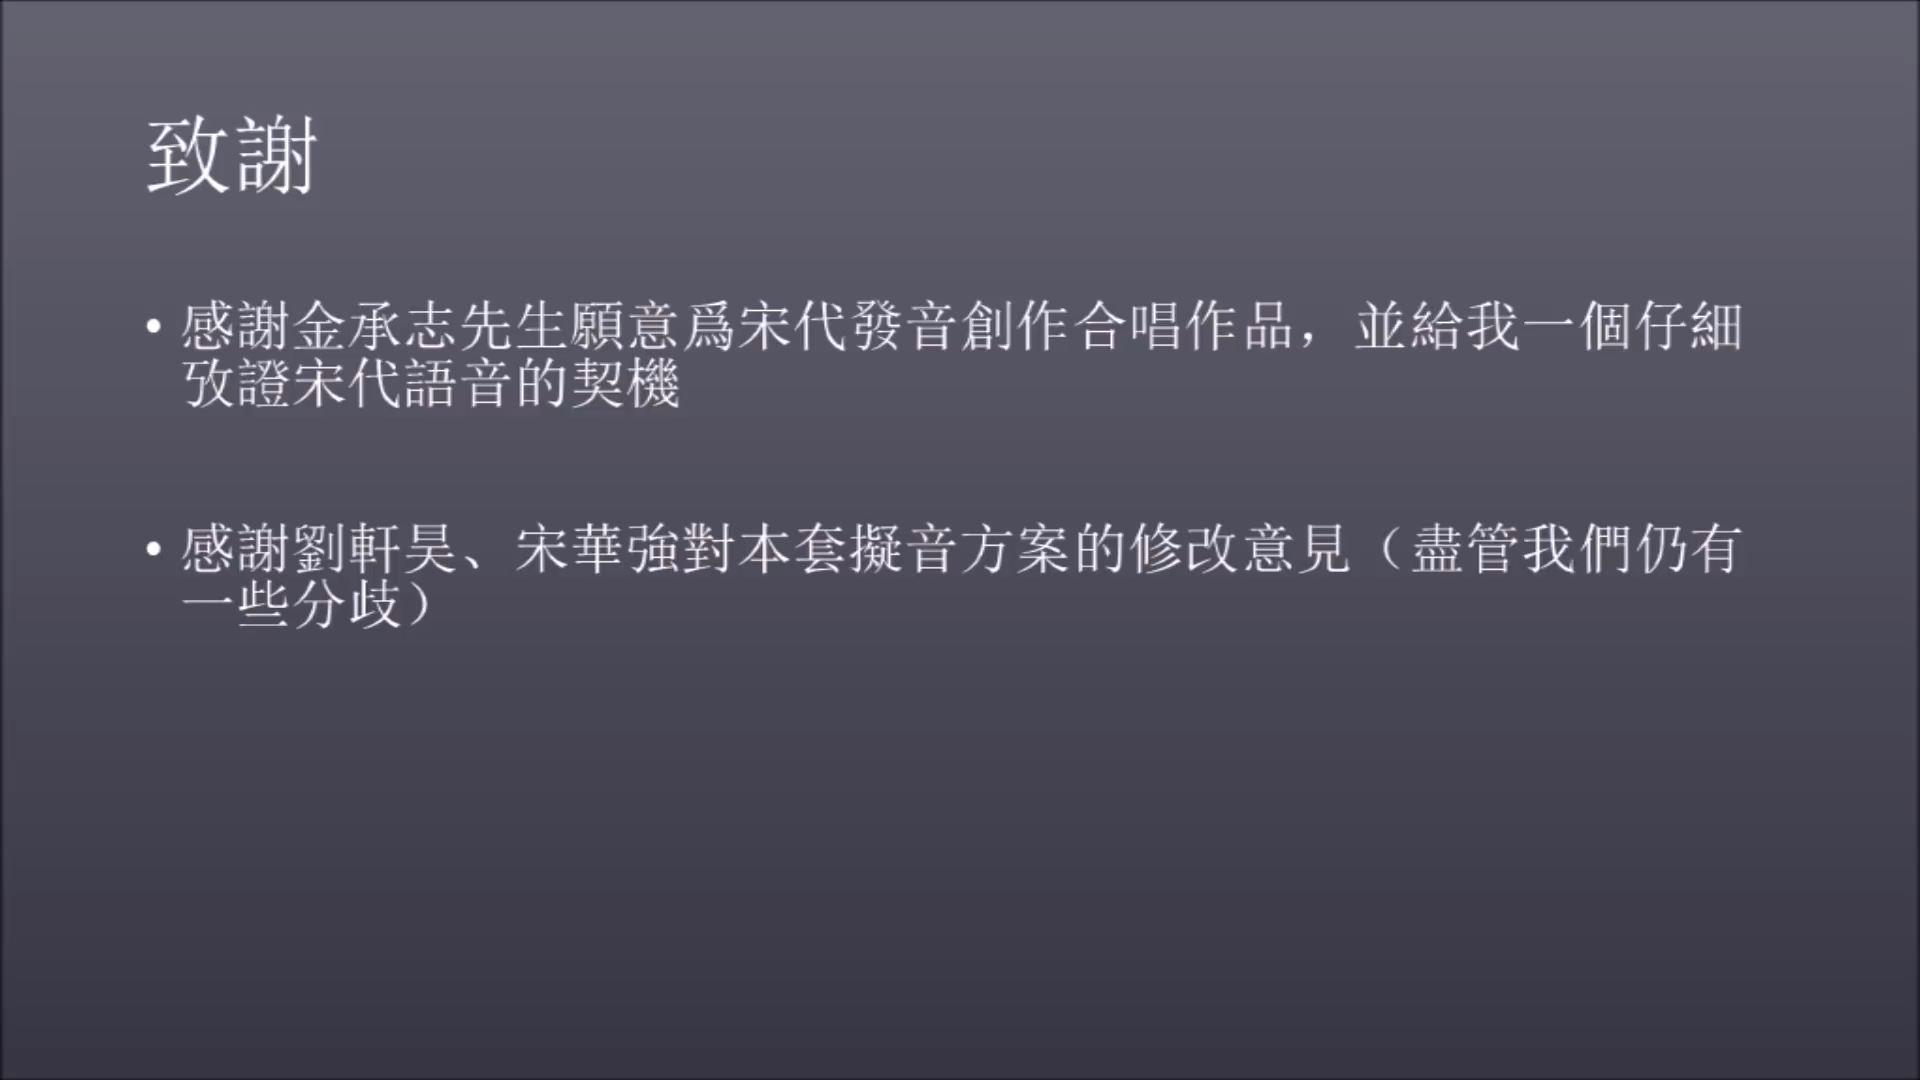 致謝
• 感謝金承志先生願意爲宋代發音創作合唱作品，並給我一個仔細
攷證宋代語音的契機
• 感謝劉軒昊、宋華強對本套擬音方案的修改意見（盡管我們仍有
一些分歧）